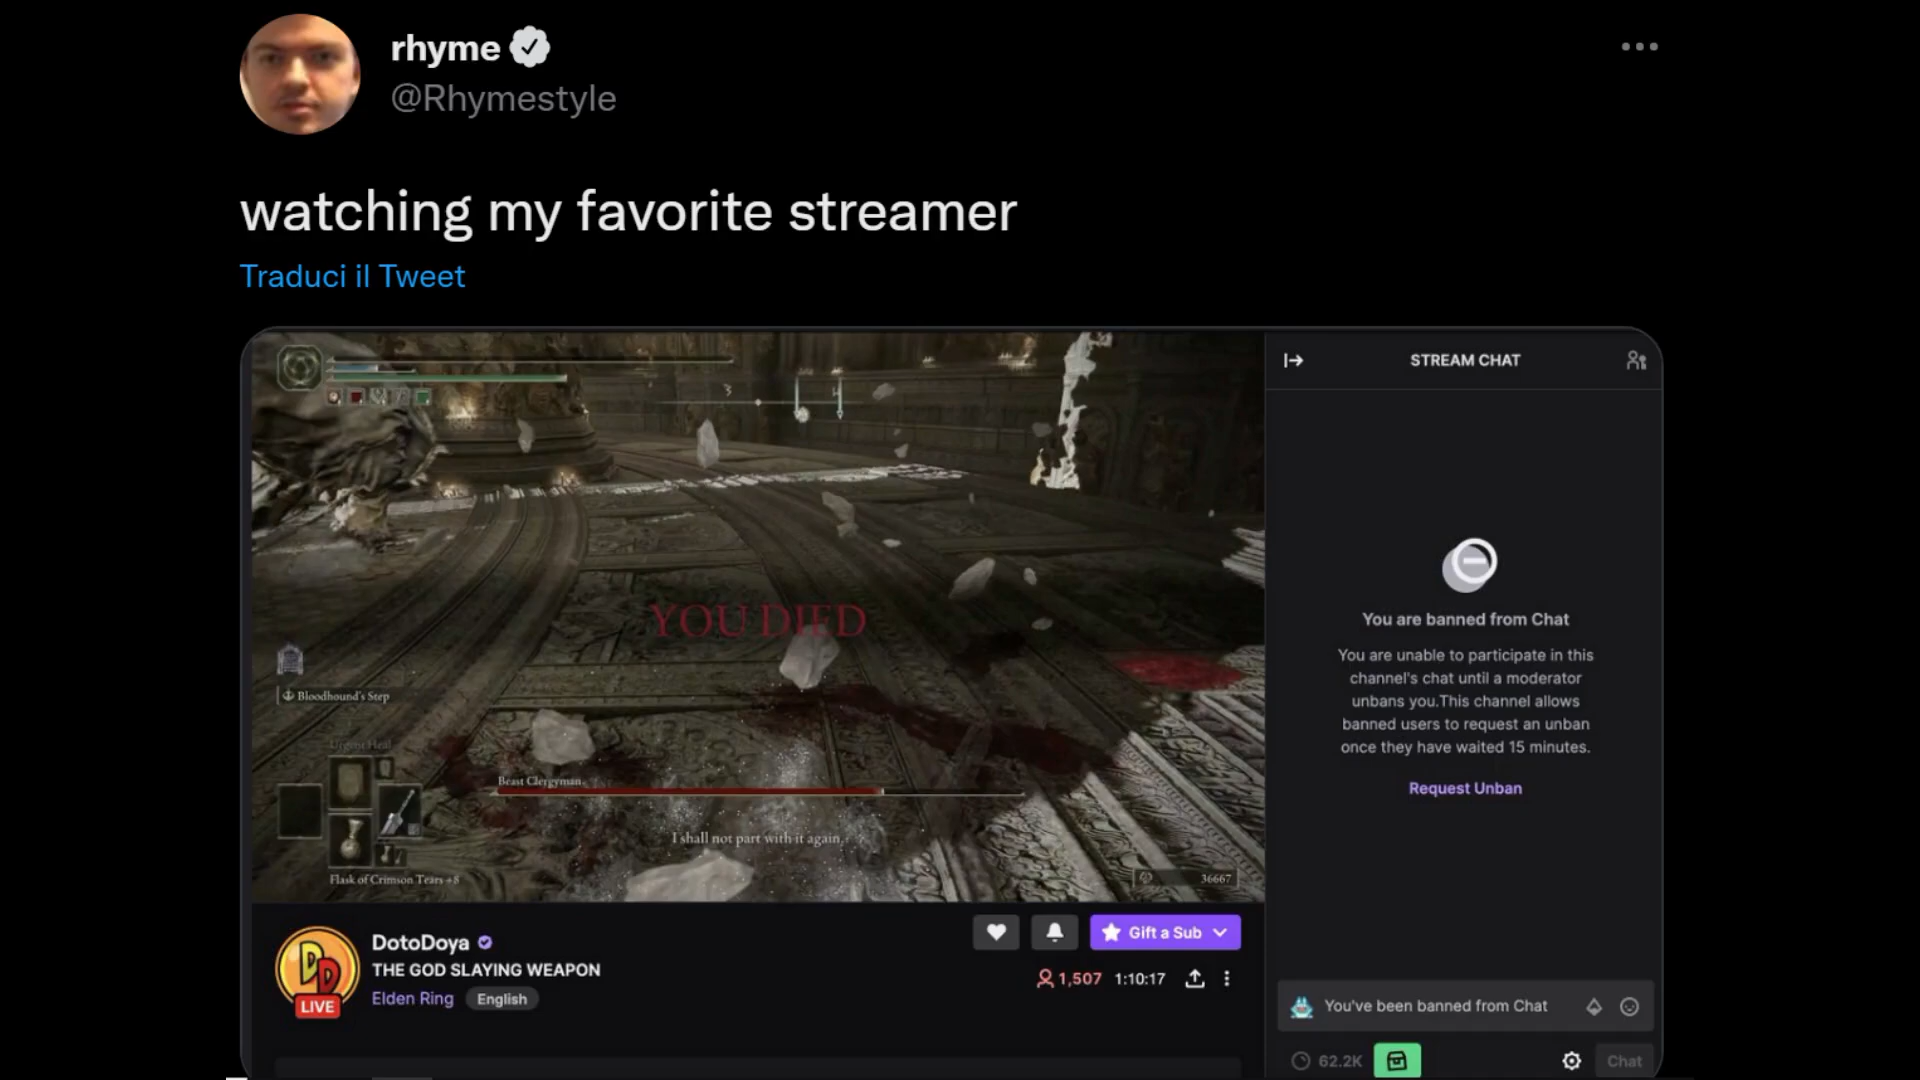 rhyme
@Rhymestyle
watching my favorite streamer
Traduci il Tweet
STREAM CHAT
YOU DIED
You are banned from Chat
You are unable to participate in this
channel's chat until a moderator
unbans you.This channel allows
banned users to request an unban
once they have waited 15 minutes.
Request Unban
Bloodhound's Step
Urgent Heal
Beast Clergyman
I shall not part with it again.
Flask of Crimson Tears +8
36667
DotoDoya
THE GOD SLAYING WEAPON
Elden Ring English
DD
LIVE
Gift a Sub
1,507 1:10:17
You've been banned from Chat
62.2K
Chat